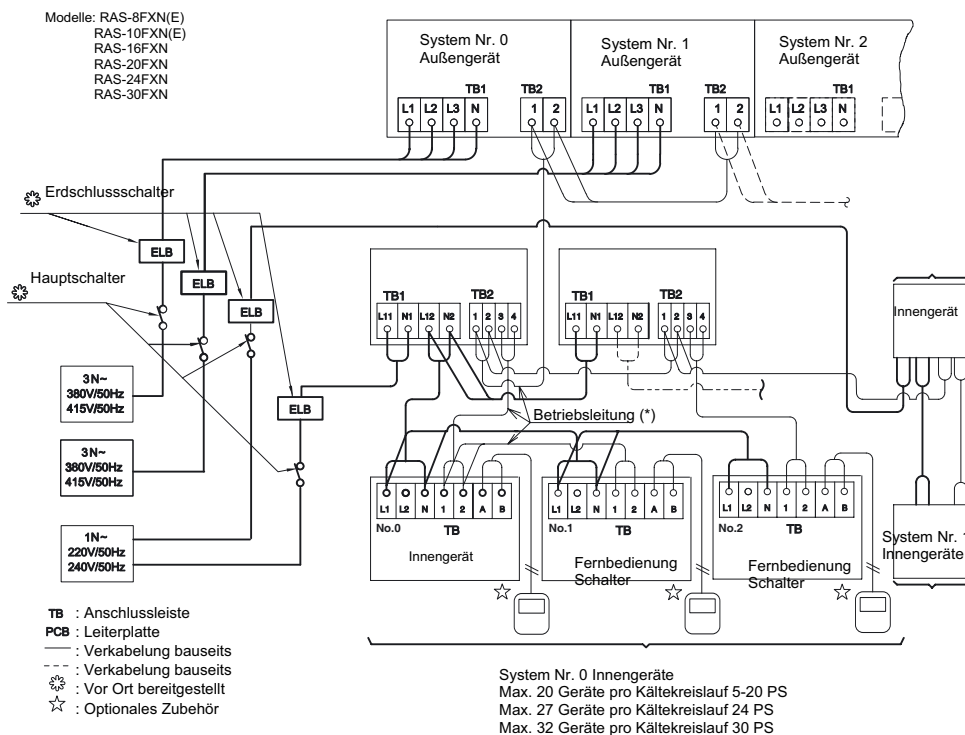 Modelle: RAS-8FXN(E)
RAS-10FXN(E)
RAS-16FXN
RAS-20FXN
RAS-24FXN
RAS-30FXN
System Nr. 0
Außengerät
System Nr. 1
Außengerät
System Nr. 2
Außengerät
TB1 TB2 TB1 TB2 TB1
L1 L2 L3 N 1 2 L1 L2 L3 N 1 2 L1 L2 L3 N
Erdschlussschalter
ELB
Hauptschalter
ELB
ELB
TB1 TB2 TB1 TB2
L11 N1 L12 N2 1 2 3 4 L11 N1 L12 N2 1 2 3 4
Innengerät
3N~
380V/50Hz
415V/50Hz
ELB
Betriebsleitung (*)
3N~
380V/50Hz
415V/50Hz
1N~
220V/50Hz
240V/50Hz
L1 L2 N 1 2 A B L1 L2 N 1 2 A B L1 L2 N 1 2 A B
No.0 TB No.1 TB No.2 TB
Innengerät
Fernbedienung
Schalter
Fernbedienung
Schalter
System Nr. 1
Innengeräte
TB : Anschlussleiste
PCB : Leiterplatte
: Verkabelung bauseits
: Verkabelung bauseits
: Vor Ort bereitgestellt
: Optionales Zubehör
System Nr. 0 Innengeräte
Max. 20 Geräte pro Kältekreislauf 5-20 PS
Max. 27 Geräte pro Kältekreislauf 24 PS
Max. 32 Geräte pro Kältekreislauf 30 PS